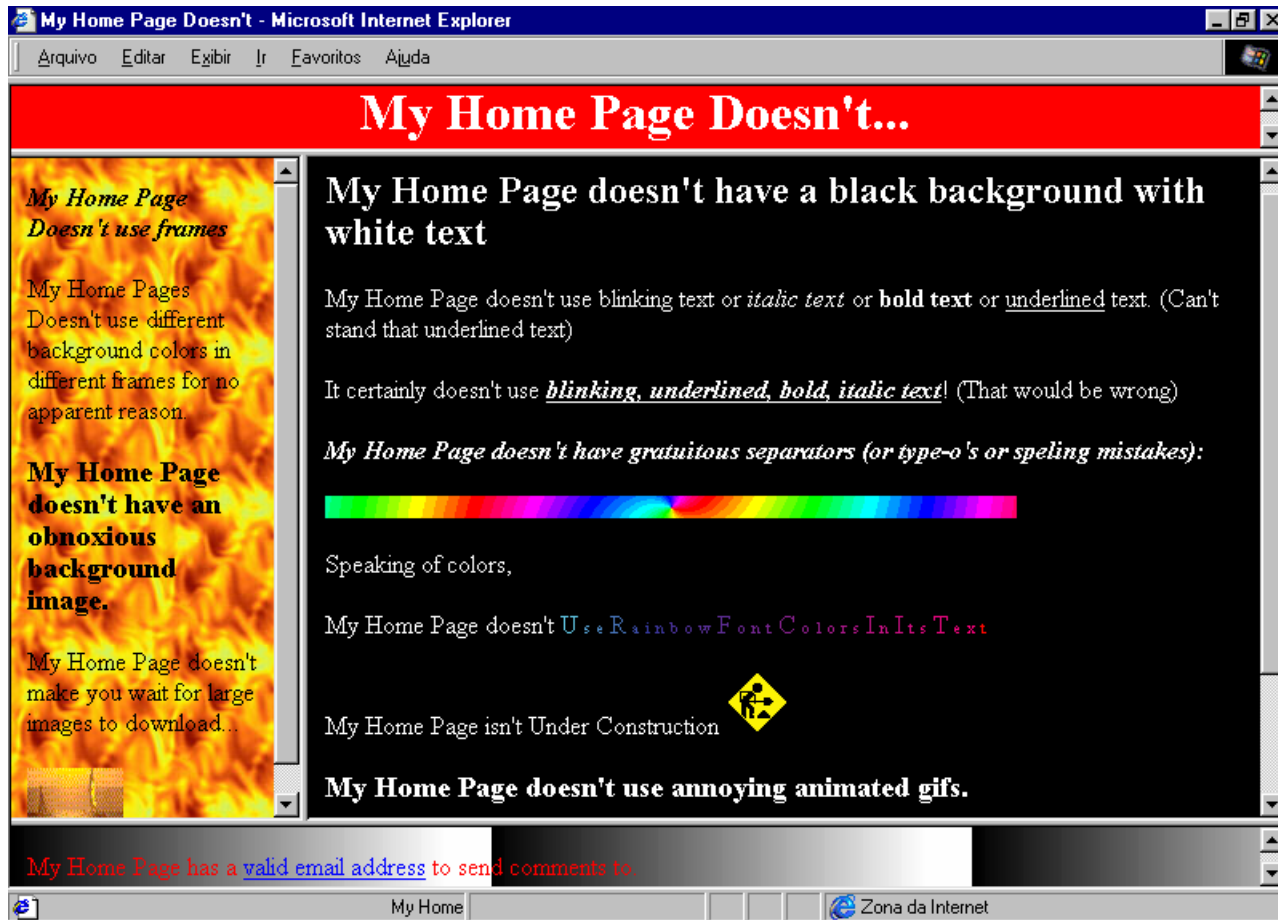 My Home Page Doesn't - Microsoft Internet Explorer
Arquivo Editar Exibir Ir Favoritos Ajuda
My Home Page Doesn't...
My Home Page
Doesn't use frames
My Home Pages
Doesn't use different
background colors in
different frames for no
apparent reason.
My Home Page
doesn't have an
obnoxious
background
image.
My Home Page doesn't
make you wait for large
images to download...
My Home Page doesn't have a black background with
white text
My Home Page doesn't use blinking text or italic text or bold text or underlined text. (Can't
stand that underlined text)
It certainly doesn't use blinking, underlined, bold, italic text! (That would be wrong)
My Home Page doesn't have gratuitous separators (or type-o's or speling mistakes):
Speaking of colors,
My Home Page doesn't Use Rainbow Font Colors In Its Text
My Home Page isn't Under Construction
My Home Page doesn't use annoying animated gifs.
My Home Page has a valid email address to send comments to.
My Home
Zona da Internet